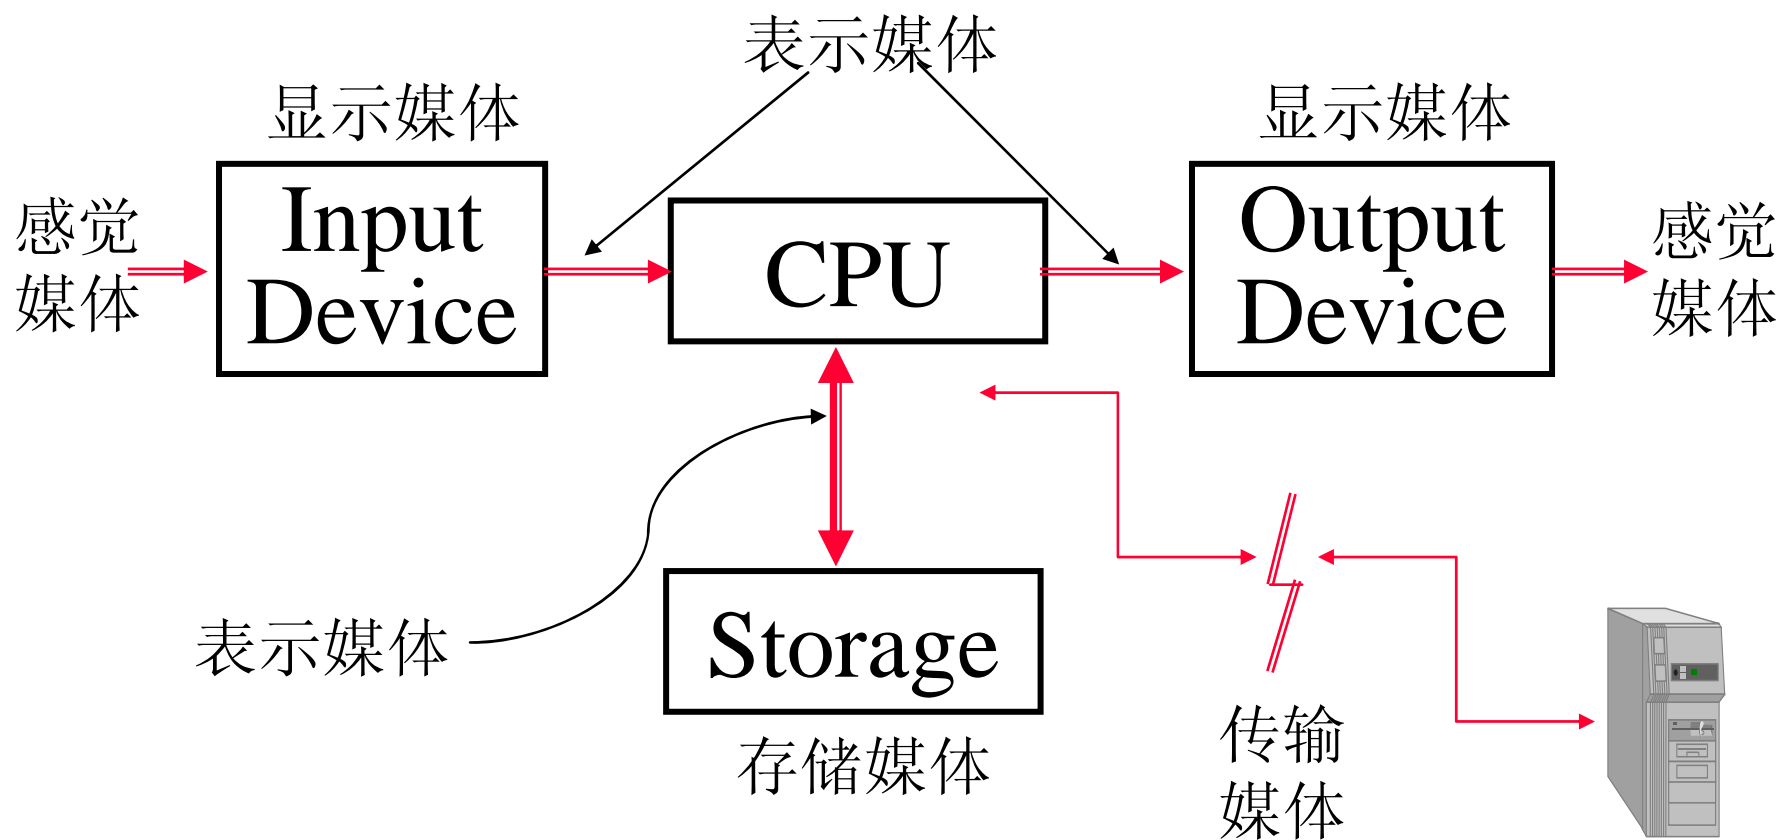 表示媒体
显示媒体
显示媒体
感觉
媒体
Input
Device
CPU
Output
Device
感觉
媒体
表示媒体
Storage
存储媒体
传输
媒体